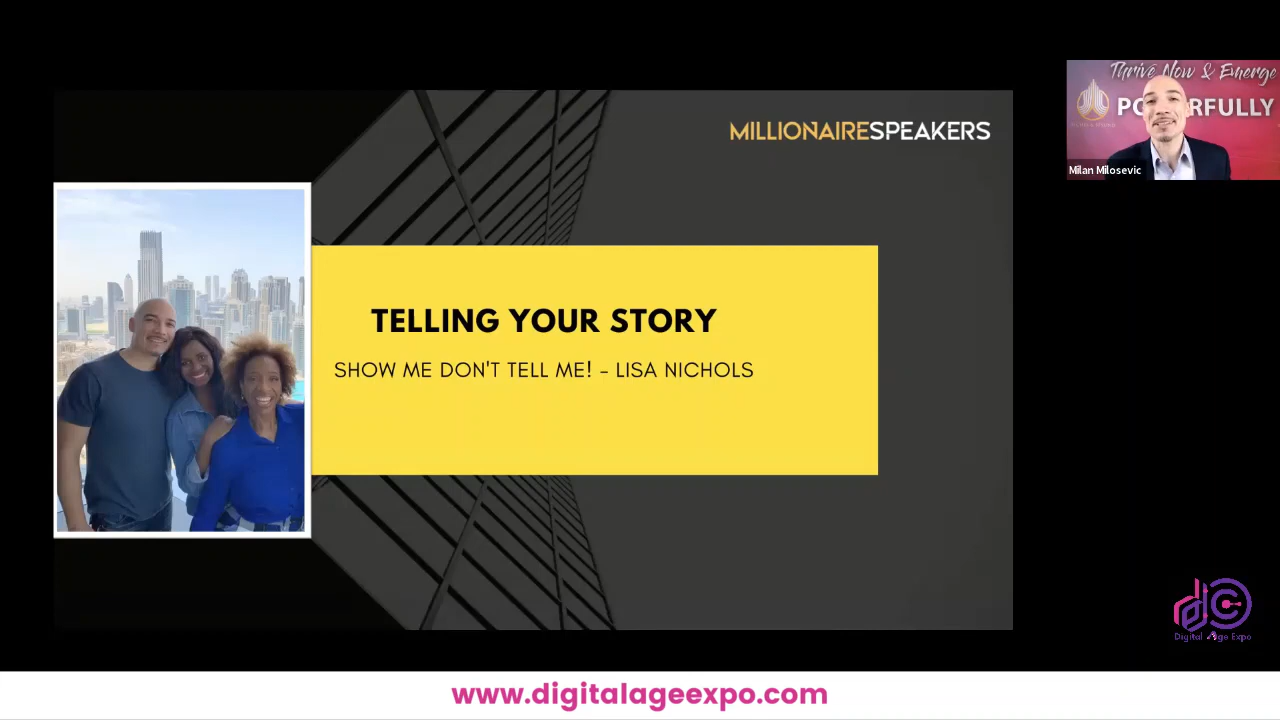 MILLIONAIRESPEAKERS
TELLING YOUR STORY
SHOW ME DON'T TELL ME! - LISA NICHOLS
Thrive Now & Emerge
Milan Milosevic
Digital Age Expo
www.digitalageexpo.com